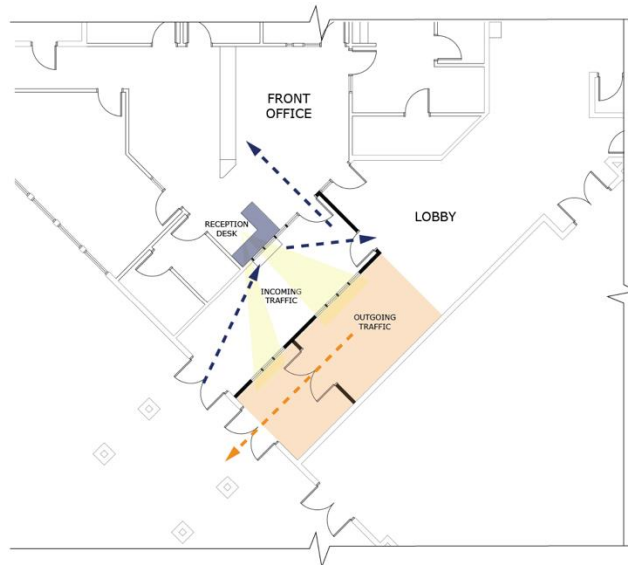 FRONT
OFFICE
RECEPTION
DESK
LOBBY
INCOMING
TRAFFIC
OUTGOING
TRAFFIC